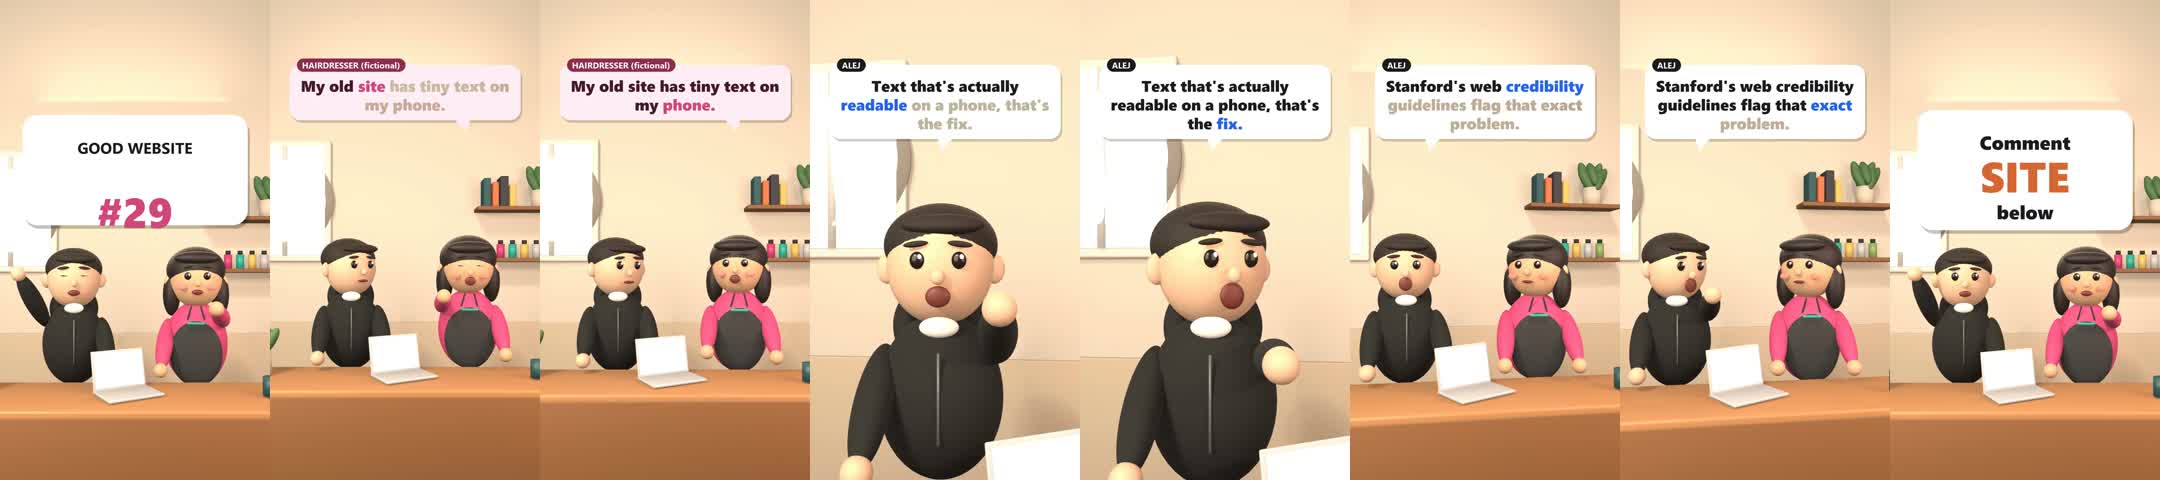 GOOD WEBSITE
#29
HAIRDRESSER (fictional)
My old site has tiny text on
my phone.
HAIRDRESSER (fictional)
My old site has tiny text on
my phone.
ALEJ
Text that's actually
readable on a phone, that's
the fix.
ALEJ
Text that's actually
readable on a phone, that's
the fix.
ALEJ
Stanford's web credibility
guidelines flag that exact
problem.
ALEJ
Stanford's web credibility
guidelines flag that exact
problem.
Comment
SITE
below